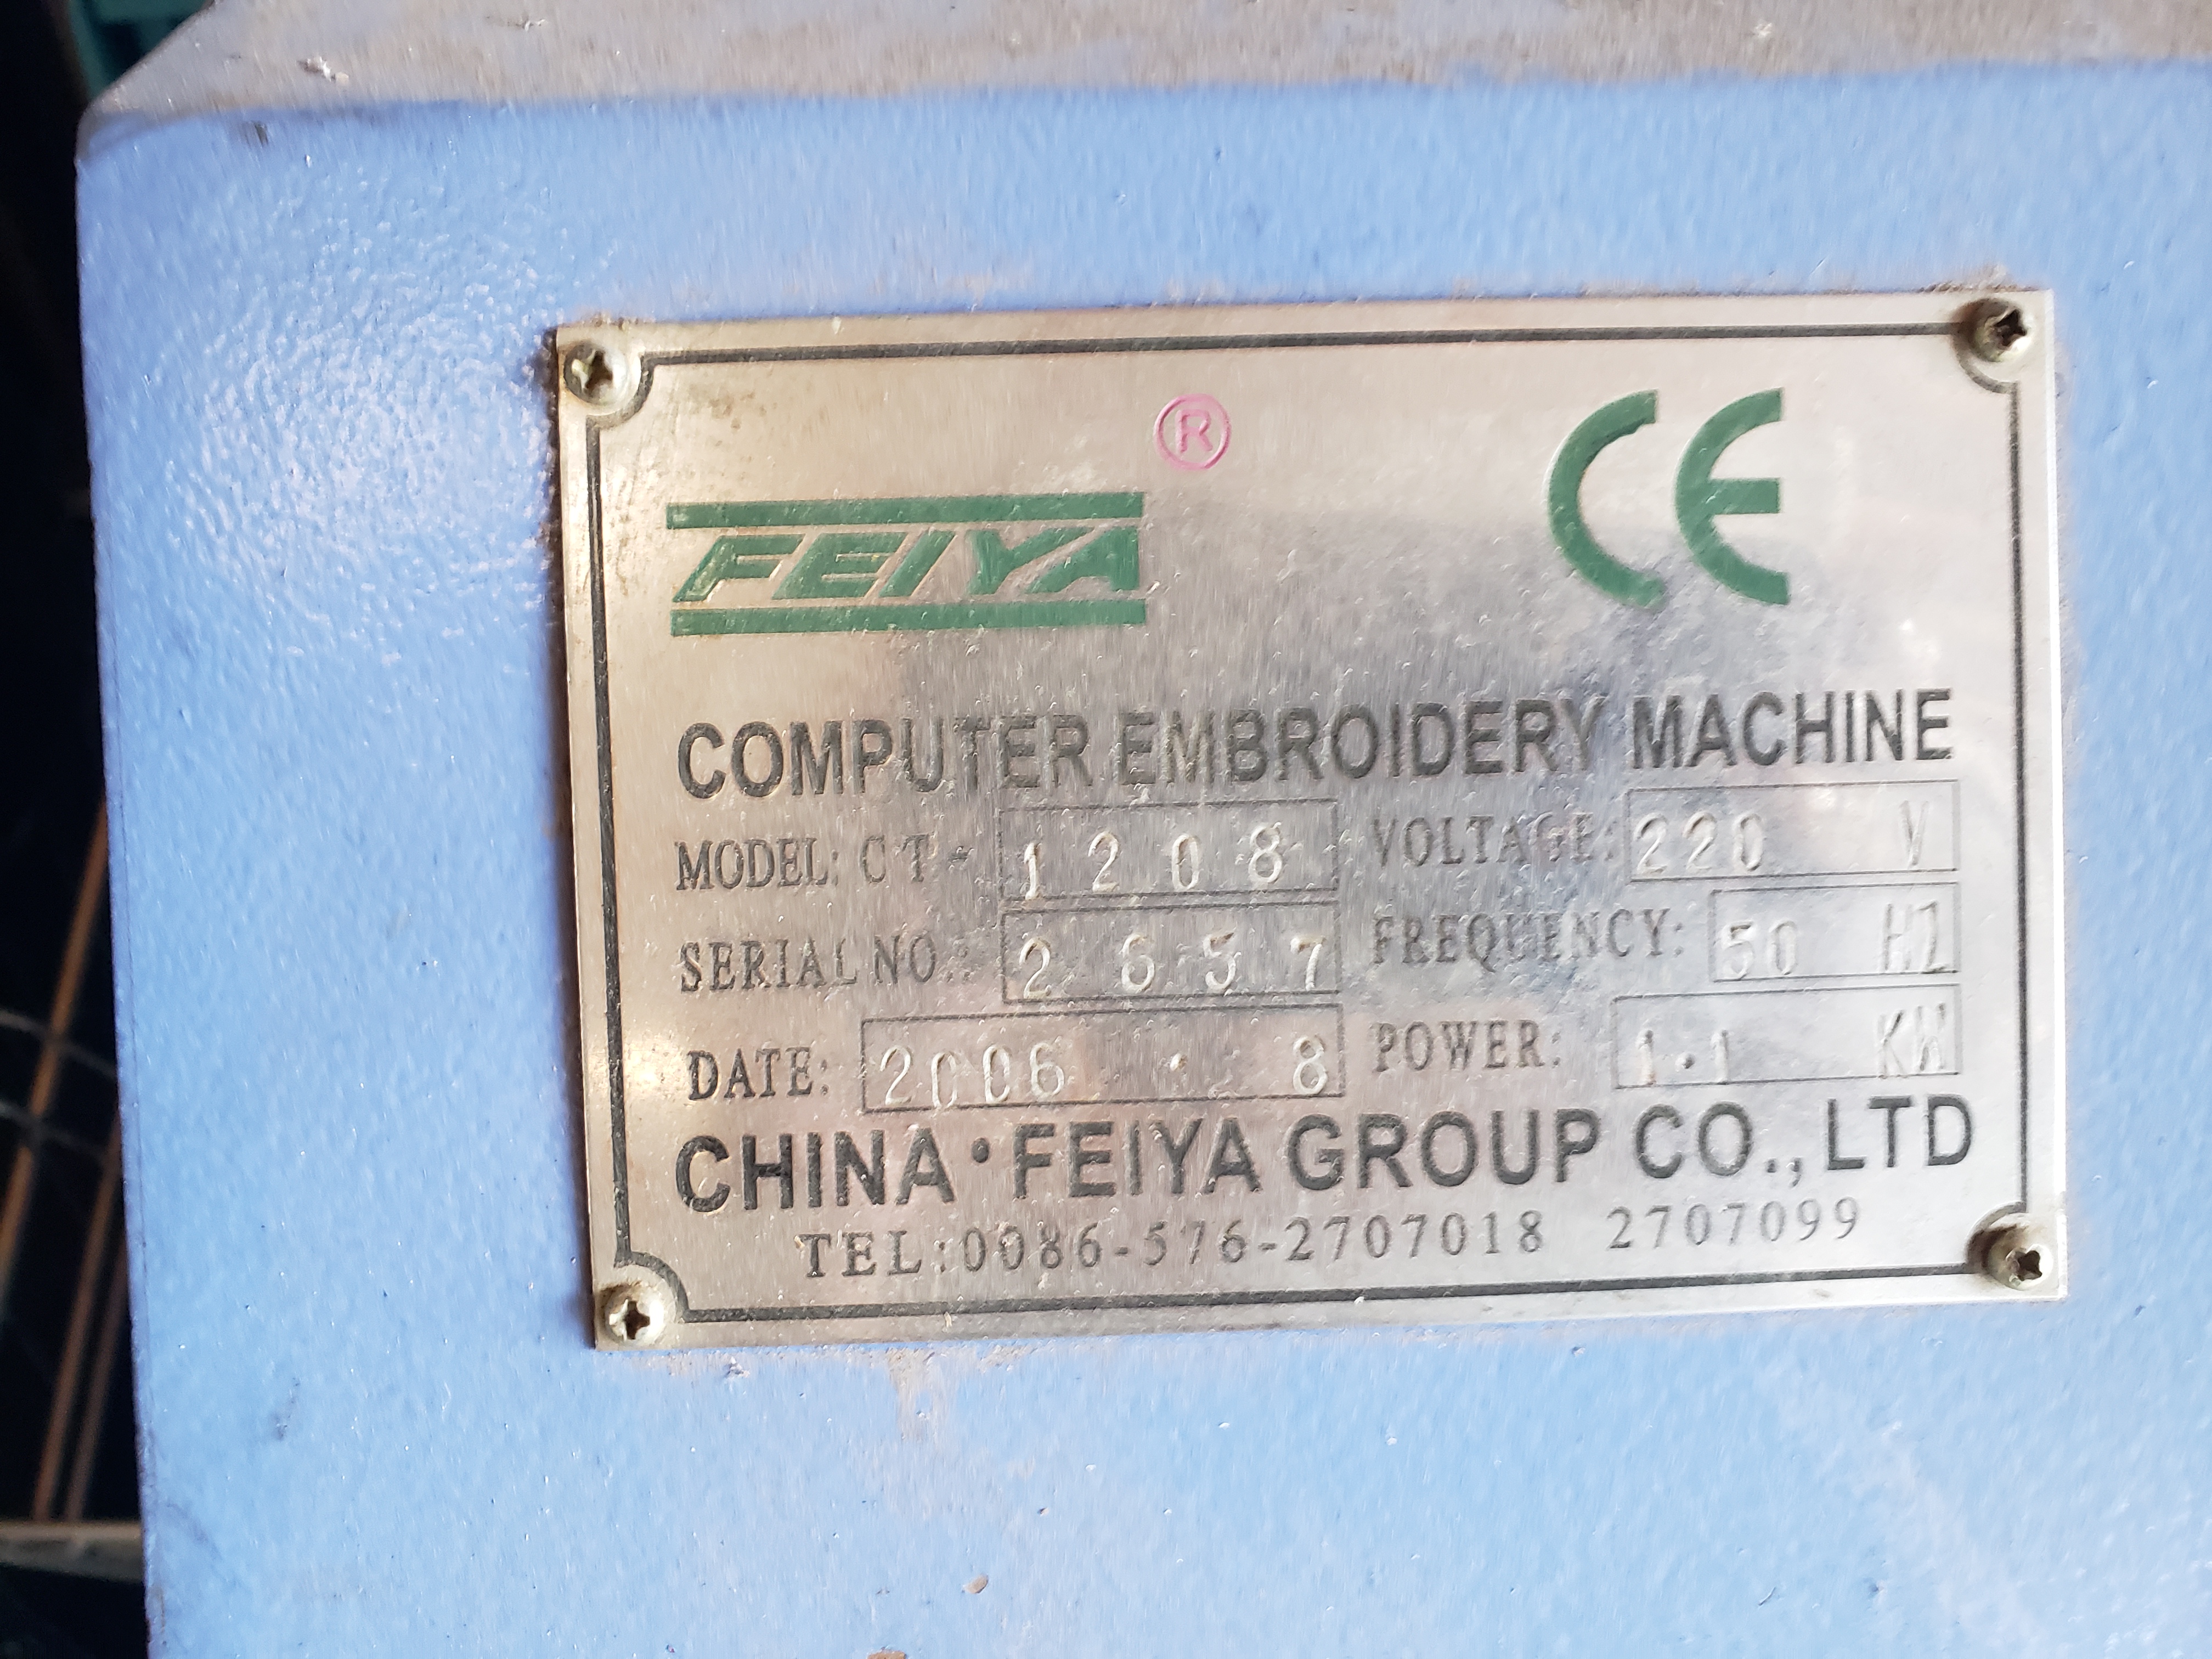 ®
FEIYA
CE
COMPUTER EMBROIDERY MACHINE
MODEL: CT- 1208 VOLTAGE: 220 V
SERIAL NO.: 2657 FREQUENCY: 50 HZ
DATE: 2006 · 8 POWER: 1.1 KW
CHINA·FEIYA GROUP CO., LTD
TEL:0086-576-2707018 2707099